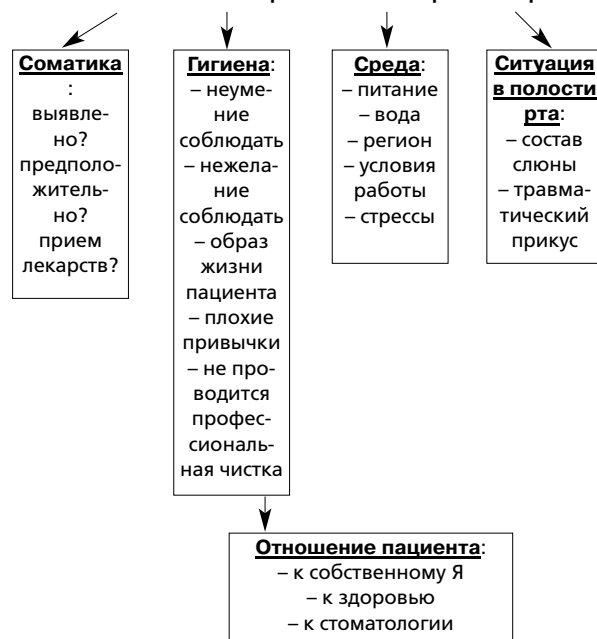 Соматика
:
выявле-
но?
предполо-
житель-
но?
прием
лекарств?
Гигиена:
– неуме-
ние
соблюдать
– нежела-
ние
соблюдать
– образ
жизни
пациента
– плохие
привычки
– не про-
водится
профес-
сиональ-
ная чистка
Среда:
– питание
– вода
– регион
– условия
работы
– стрессы
Ситуация
в полости
рта:
– состав
слюны
– травма-
тический
прикус
Отношение пациента:
– к собственному Я
– к здоровью
– к стоматологии